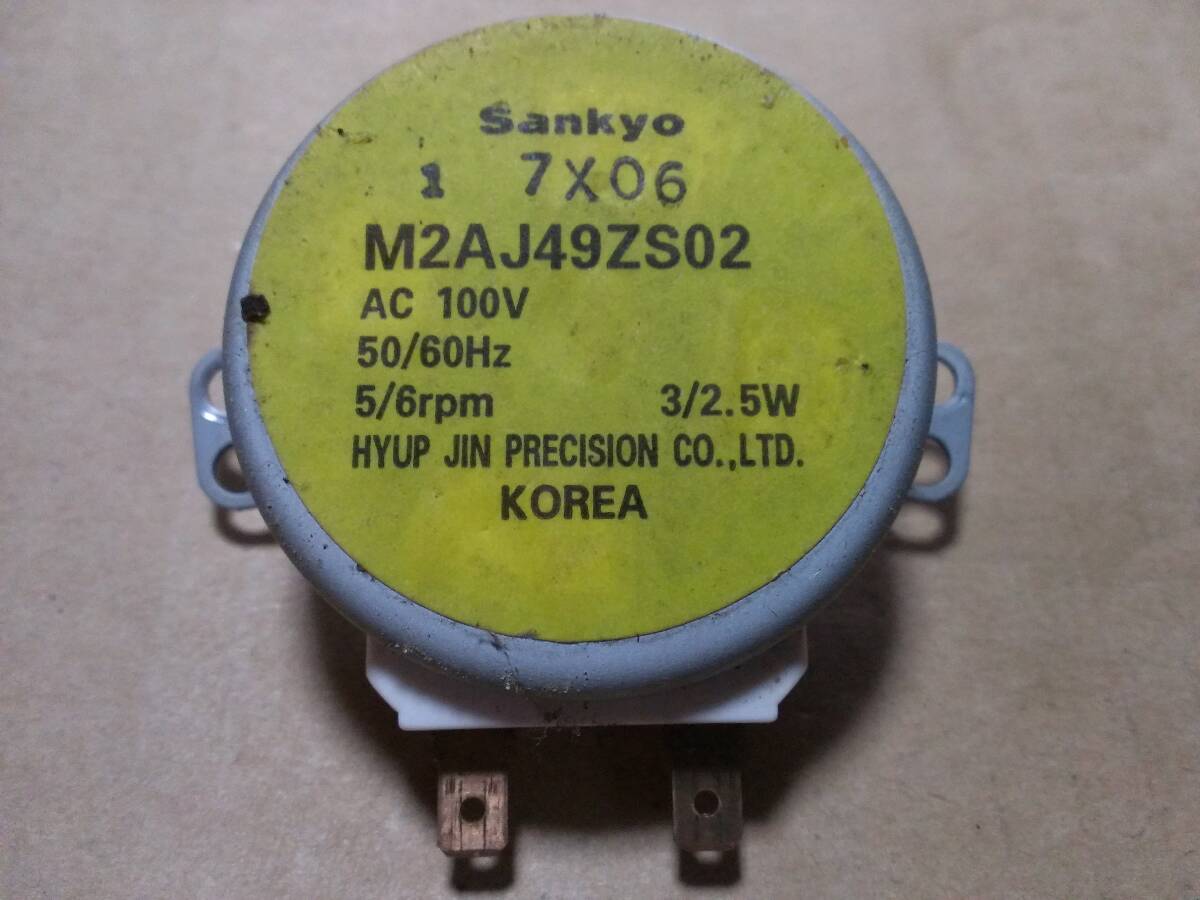 Sankyo
1 7X06
M2AJ49ZS02
AC 100V
50/60Hz
5/6rpm 3/2.5W
HYUP JIN PRECISION CO.,LTD.
KOREA